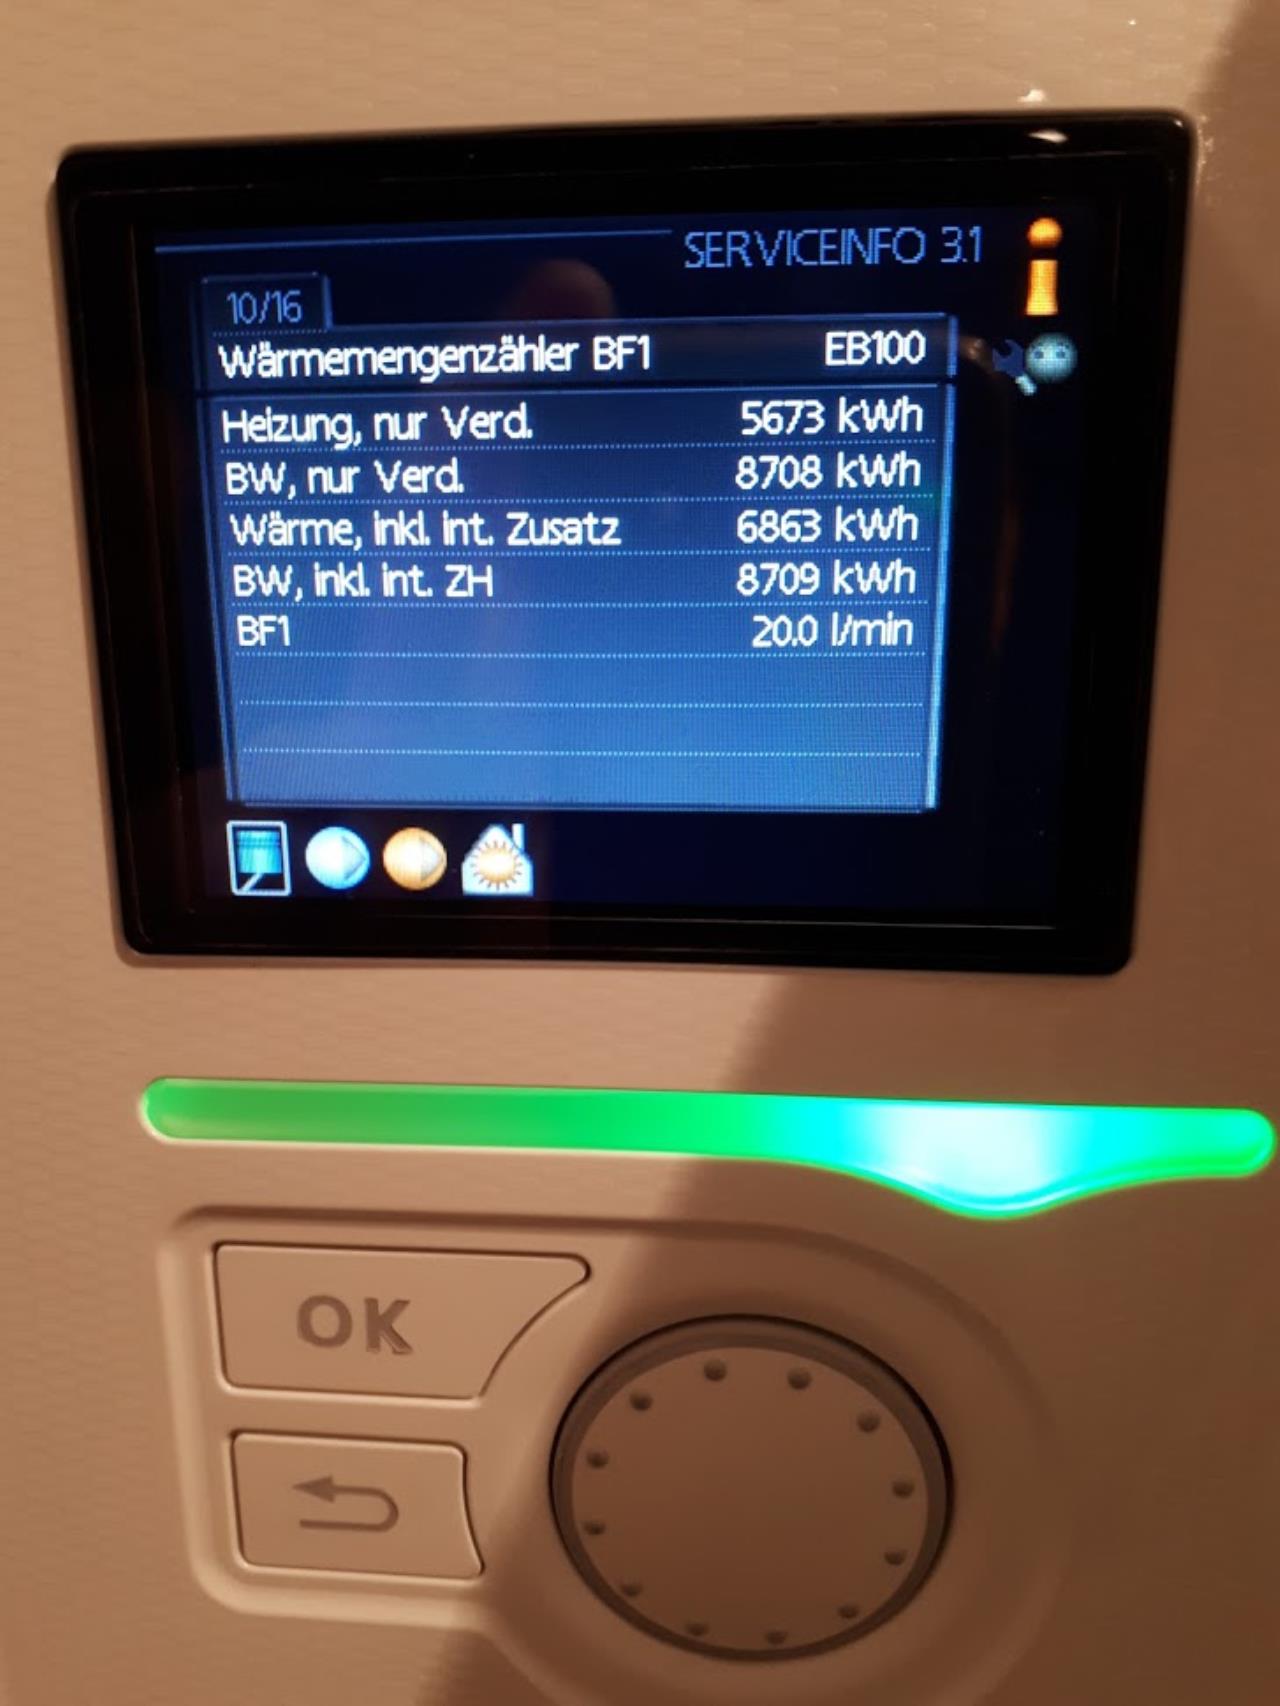 SERVICEINFO 3.1
10/16
Wärmemengenzähler BF1 EB100
Heizung, nur Verd. 5673 kWh
BW, nur Verd. 8708 kWh
Wärme, inkl. int. Zusatz 6863 kWh
BW, inkl. int. ZH 8709 kWh
BF1 20.0 l/min
OK